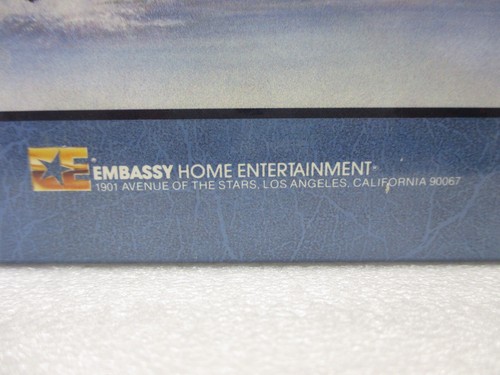 E EMBASSY HOME ENTERTAINMENT
1901 AVENUE OF THE STARS, LOS ANGELES, CALIFORNIA 90067